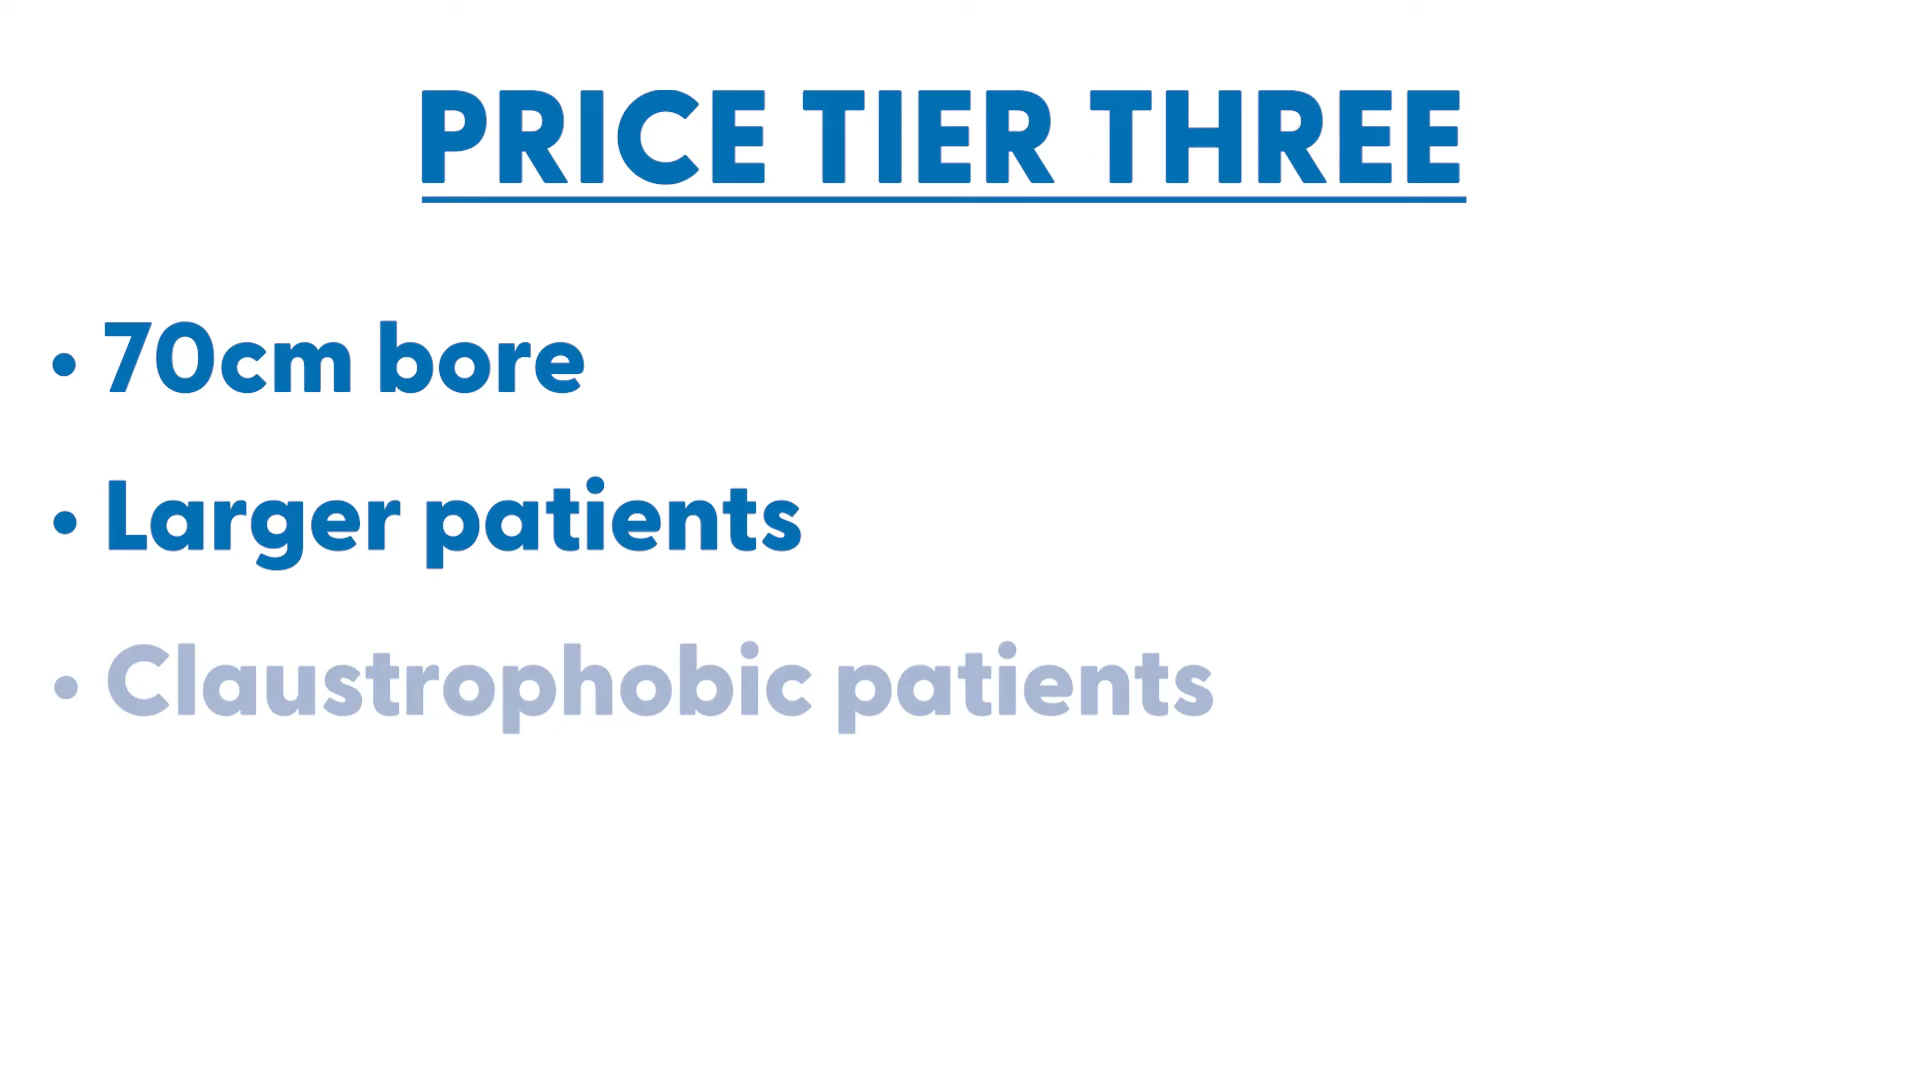 PRICE TIER THREE
• 70cm bore
• Larger patients
• Claustrophobic patients